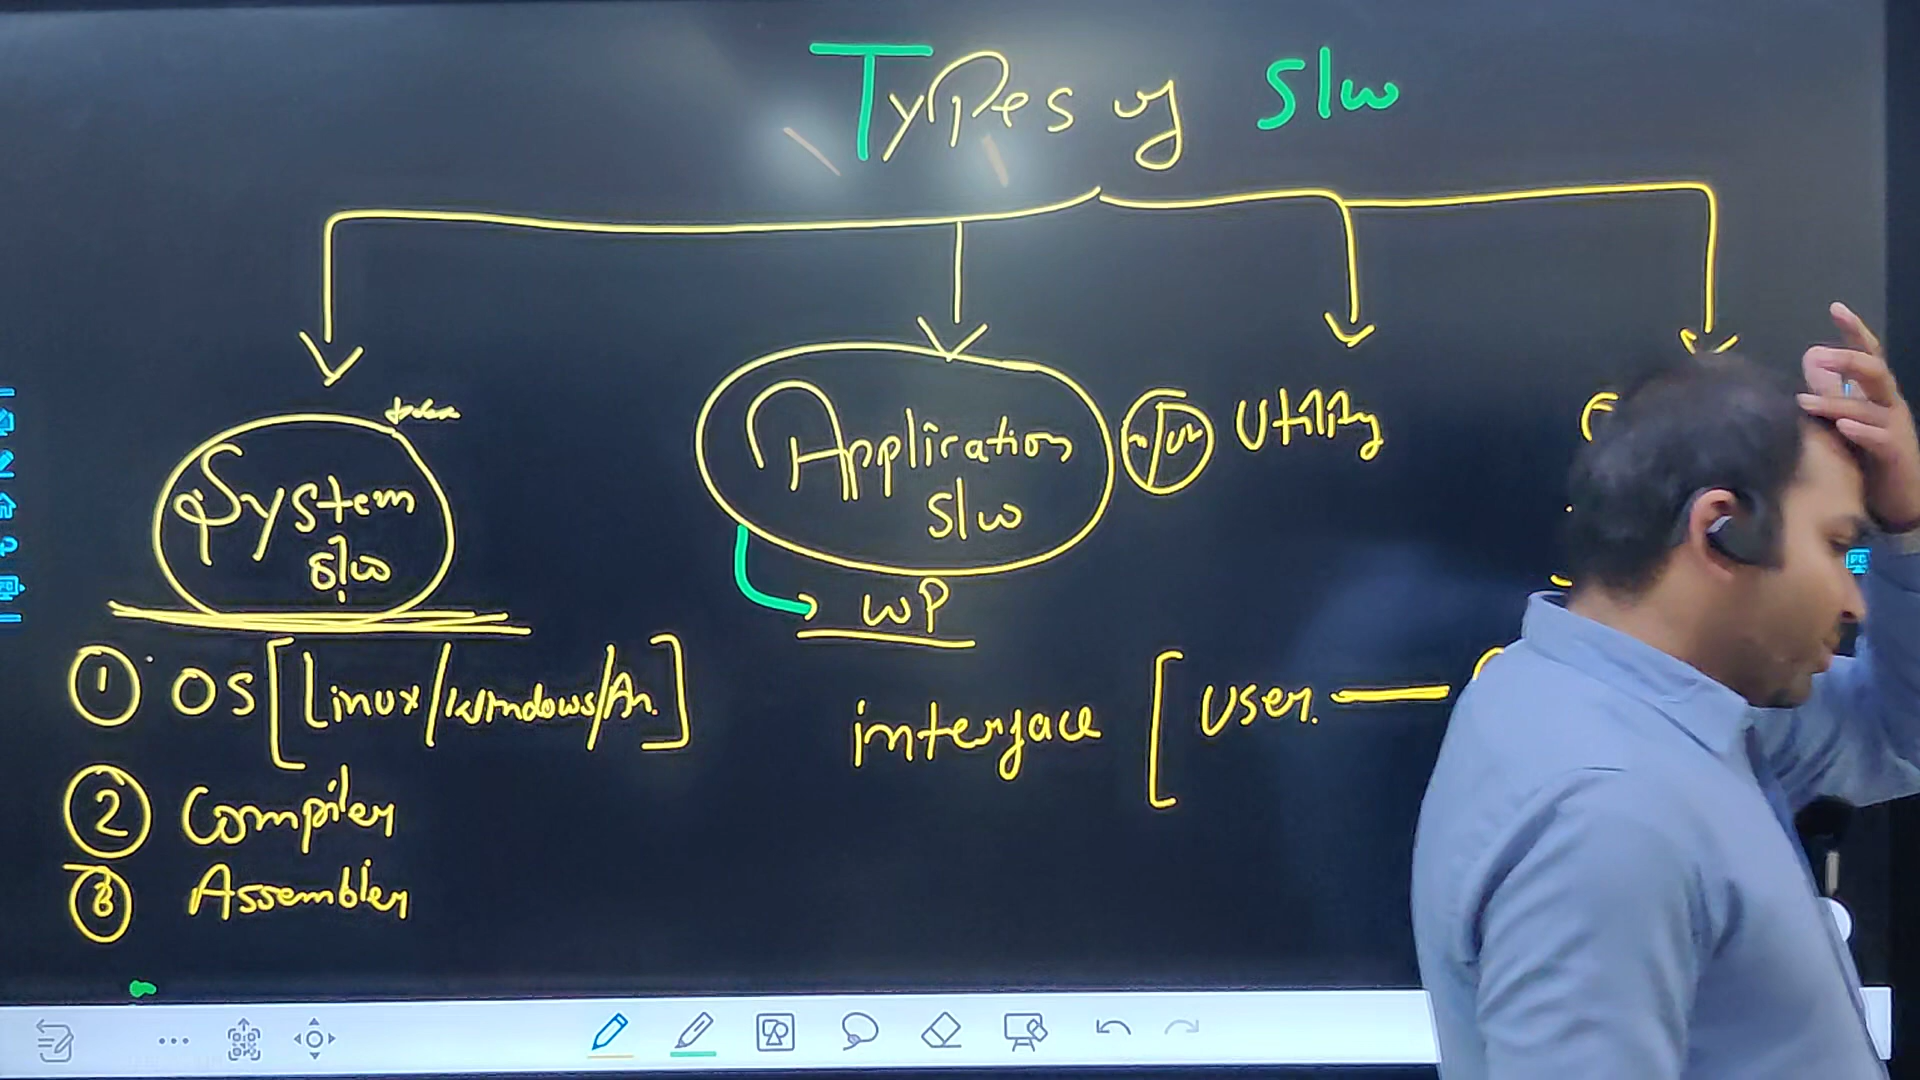 Types of S/w
System
S/w
Application
S/w
Utility
WP
① OS [Linux/Windows/An.]
interface [User. —
② Compiler
③ Assembler